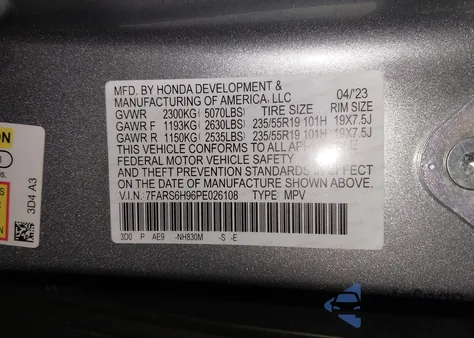 MFD. BY HONDA DEVELOPMENT &
MANUFACTURING OF AMERICA, LLC 04/'23
GVWR 2300KG( 5070LBS) TIRE SIZE RIM SIZE
GAWR F 1193KG( 2630LBS) 235/55R19 101H 19X7.5J
GAWR R 1150KG( 2535LBS) 235/55R19 101H 19X7.5J
THIS VEHICLE CONFORMS TO ALL APPLICABLE
FEDERAL MOTOR VEHICLE SAFETY
AND THEFT PREVENTION STANDARDS IN EFFECT
ON THE DATE OF MANUFACTURE SHOWN ABOVE.
V.I.N.: 7FARS6H96PE026108 TYPE: MPV
3D0 P AE9 -NH830M -S -E
3D4 A3